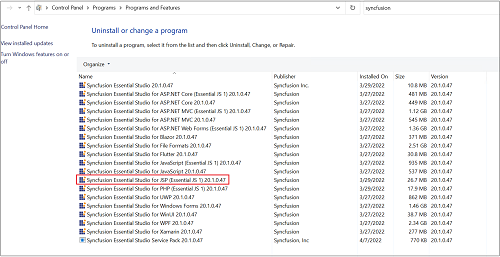 Control Panel > Programs > Programs and Features
syncfusion
Control Panel Home
View installed updates
Turn Windows features on or off
Uninstall or change a program
To uninstall a program, select it from the list and then click Uninstall, Change, or Repair.
Organize
Name Publisher Installed On Size Version
Syncfusion Essential Studio 20.1.0.47 Syncfusion Inc. 3/29/2022 10.8 MB 20.1.0.47
Syncfusion Essential Studio for ASP.NET Core (Essential JS 1) 20.1.0.47 Syncfusion 3/27/2022 481 MB 20.1.0.47
Syncfusion Essential Studio for ASP.NET Core 20.1.0.47 Syncfusion 3/27/2022 449 MB 20.1.0.47
Syncfusion Essential Studio for ASP.NET MVC (Essential JS 1) 20.1.0.47 Syncfusion 3/27/2022 1.12 GB 20.1.0.47
Syncfusion Essential Studio for ASP.NET MVC 20.1.0.47 Syncfusion 3/27/2022 545 MB 20.1.0.47
Syncfusion Essential Studio for ASP.NET Web Forms (Essential JS 1) 20.1.0.47 Syncfusion 3/27/2022 1.36 GB 20.1.0.47
Syncfusion Essential Studio for Blazor 20.1.0.47 Syncfusion 3/27/2022 371 MB 20.1.0.47
Syncfusion Essential Studio for File Formats 20.1.0.47 Syncfusion 3/27/2022 2.51 GB 20.1.0.47
Syncfusion Essential Studio for Flutter 20.1.0.47 Syncfusion 3/27/2022 30.8 MB 20.1.0.47
Syncfusion Essential Studio for JavaScript (Essential JS 1) 20.1.0.47 Syncfusion 3/27/2022 935 MB 20.1.0.47
Syncfusion Essential Studio for JavaScript 20.1.0.47 Syncfusion 3/27/2022 537 MB 20.1.0.47
Syncfusion Essential Studio for JSP (Essential JS 1) 20.1.0.47 Syncfusion 3/29/2022 26.7 MB 20.1.0.47
Syncfusion Essential Studio for PHP (Essential JS 1) 20.1.0.47 Syncfusion 3/29/2022 17.9 MB 20.1.0.47
Syncfusion Essential Studio for UWP 20.1.0.47 Syncfusion 3/27/2022 862 MB 20.1.0.47
Syncfusion Essential Studio for Windows Forms 20.1.0.47 Syncfusion 3/27/2022 1.46 GB 20.1.0.47
Syncfusion Essential Studio for WinUI 20.1.0.47 Syncfusion 3/27/2022 38.7 MB 20.1.0.47
Syncfusion Essential Studio for WPF 20.1.0.47 Syncfusion 3/27/2022 2.34 GB 20.1.0.47
Syncfusion Essential Studio for Xamarin 20.1.0.47 Syncfusion 3/27/2022 277 MB 20.1.0.47
Syncfusion Essential Studio Service Pack 20.1.0.47 Syncfusion, Inc 4/7/2022 770 KB 20.1.0.47